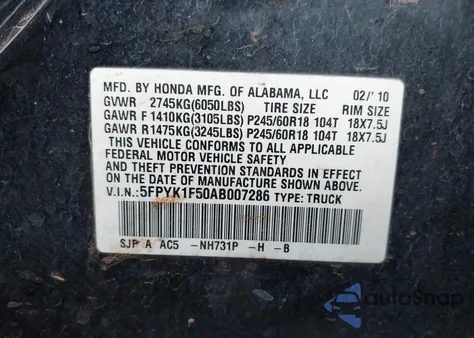 MFD. BY HONDA MFG. OF ALABAMA, LLC 02/'10
GVWR 2745KG(6050LBS) TIRE SIZE RIM SIZE
GAWR F 1410KG(3105LBS) P245/60R18 104T 18X7.5J
GAWR R1475KG(3245LBS) P245/60R18 104T 18X7.5J
THIS VEHICLE CONFORMS TO ALL APPLICABLE
FEDERAL MOTOR VEHICLE SAFETY
AND THEFT PREVENTION STANDARDS IN EFFECT
ON THE DATE OF MANUFACTURE SHOWN ABOVE.
V.I.N.:5FPYK1F50AB007286 TYPE: TRUCK
SJP A AC5 -NH731P -H -B
autoSnap